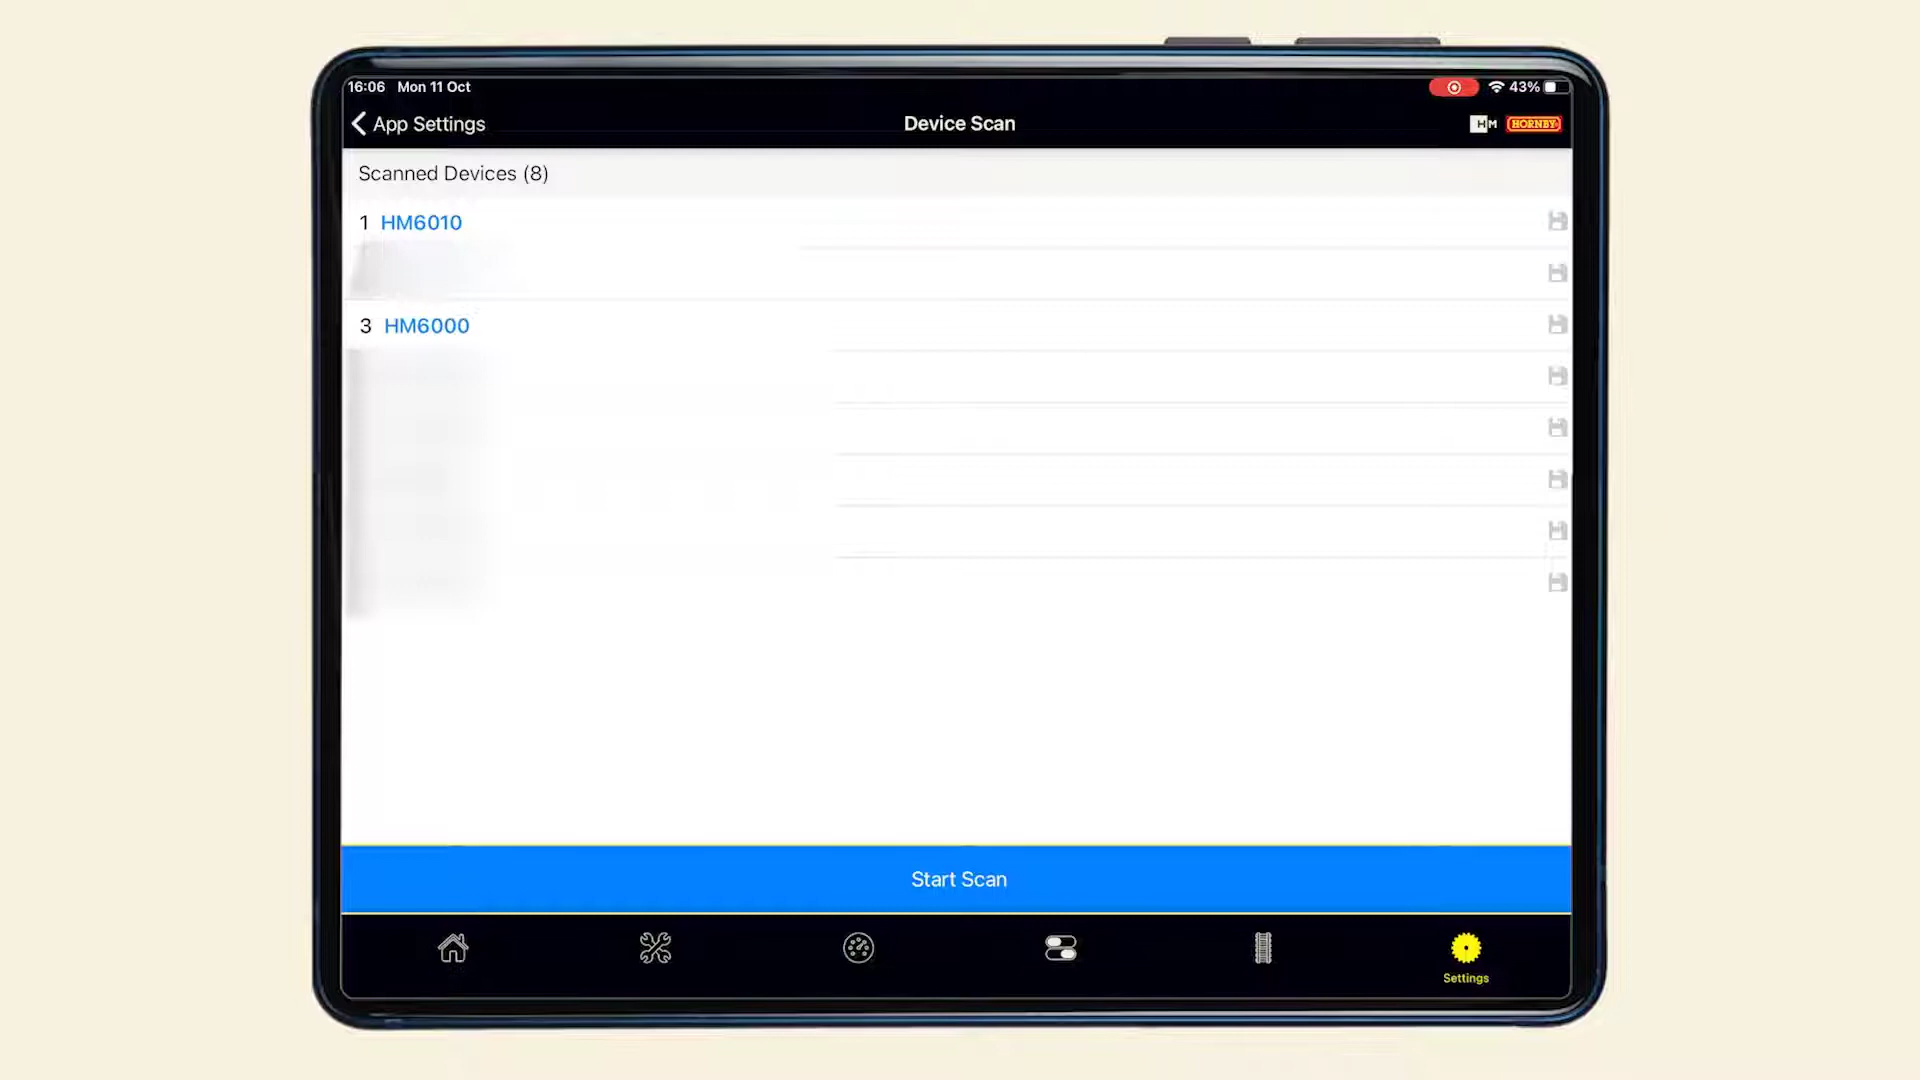 16:06 Mon 11 Oct
43%
App Settings
Device Scan
HM
HORNBY
Scanned Devices (8)
1 HM6010
3 HM6000
Start Scan
Settings